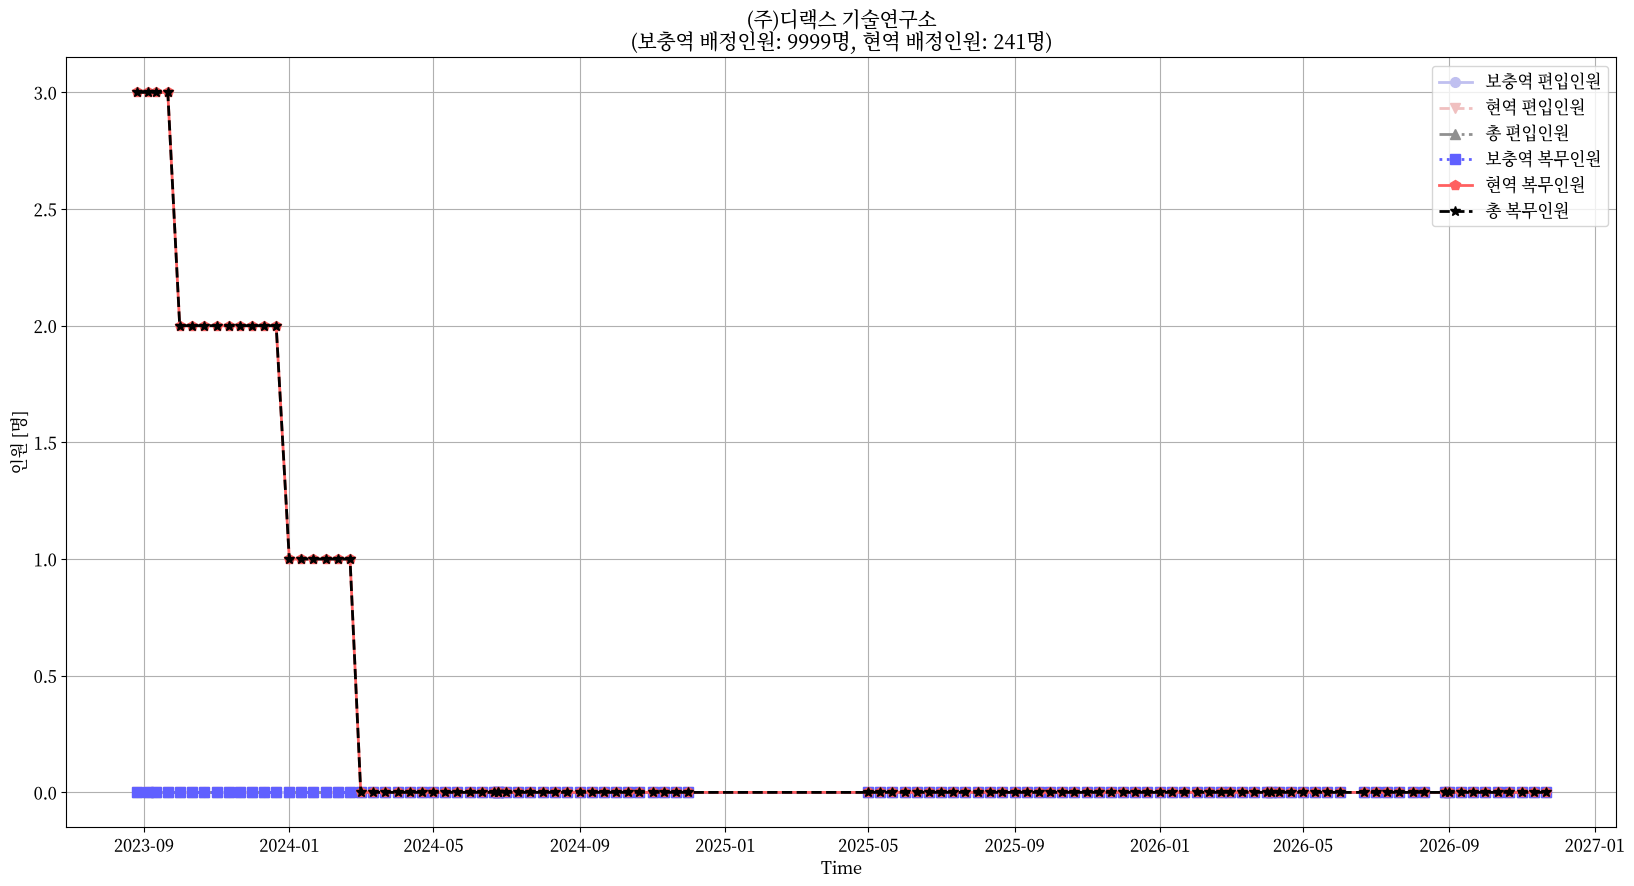 (주)디랙스 기술연구소
(보충역 배정인원: 9999명, 현역 배정인원: 241명)
보충역 편입인원
현역 편입인원
총 편입인원
보충역 복무인원
현역 복무인원
총 복무인원
인원 [명]
3.0
2.5
2.0
1.5
1.0
0.5
0.0
2023-09 2024-01 2024-05 2024-09 2025-01 2025-05 2025-09 2026-01 2026-05 2026-09 2027-01
Time